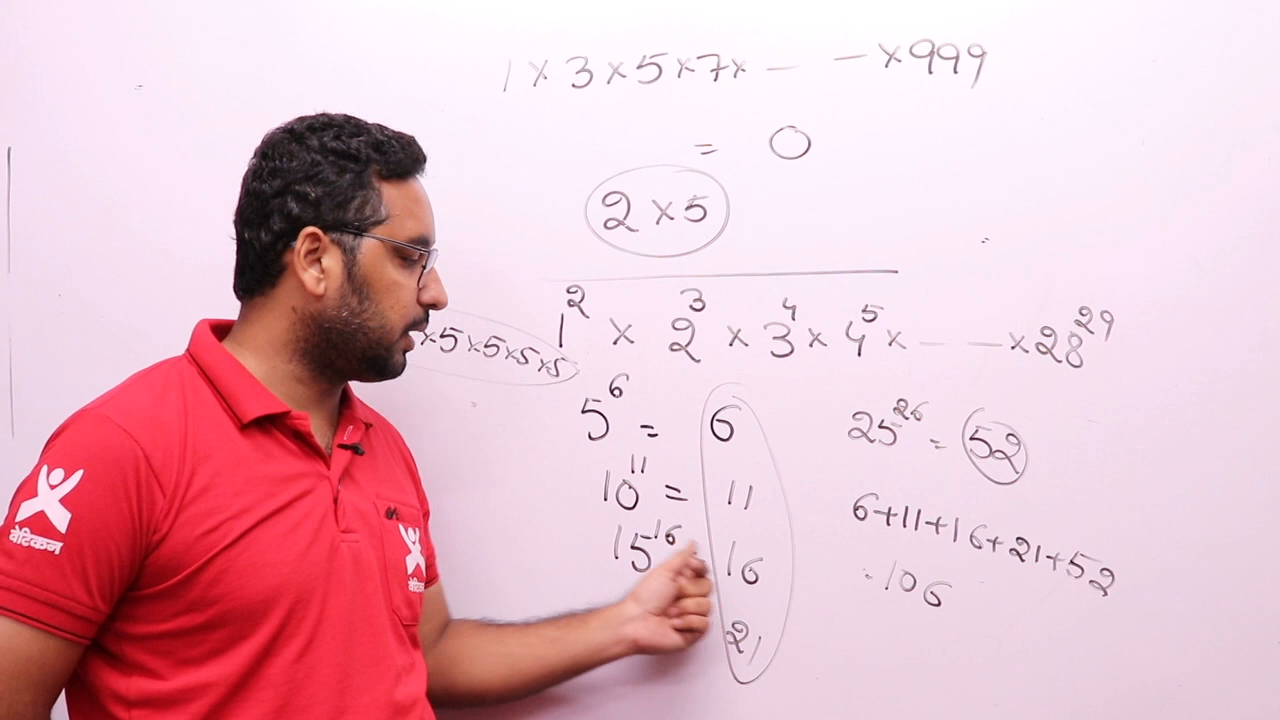 1 × 3 × 5 × 7 × - - × 999
= 0
2 × 5
1² × 2³ × 3⁴ × 4⁵ × - - × 28²⁹
× 5 × 5 × 5 × 5
5⁶ = 6
10¹¹ = 11
15¹⁶ = 16
21
25²⁶ = 52
6+11+16+21+52
106
वेटिकन
वेटिकन